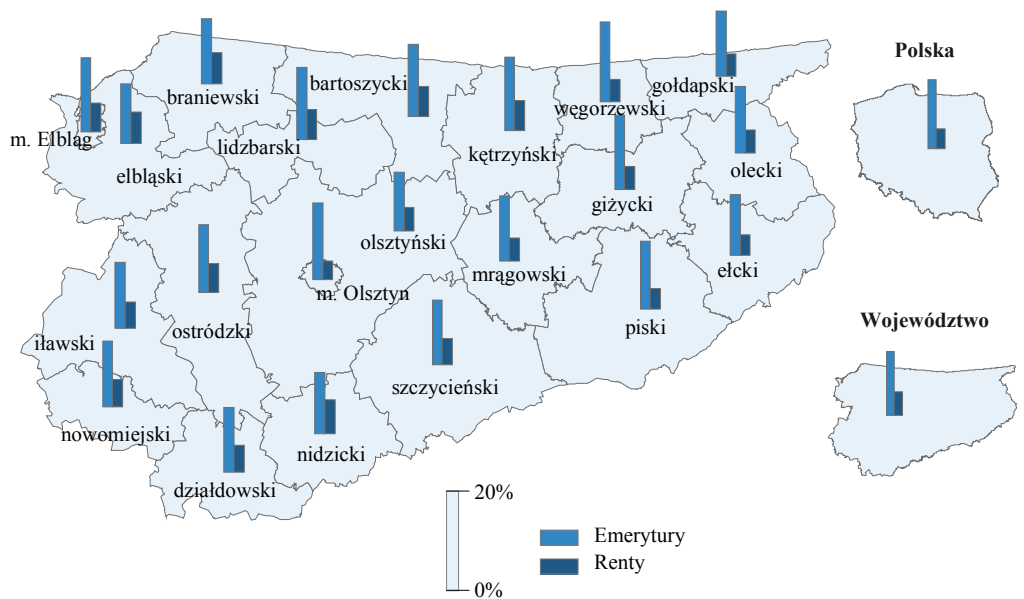 Polska
bartoszycki
gołdapski
braniewski
węgorzewski
m. Elbląg
lidzbarski
kętrzyński
elbląski
olecki
giżycki
olsztyński
mrągowski
ełcki
m. Olsztyn
Województwo
piski
ostródzki
iławski
szczycieński
nowomiejski
nidzicki
działdowski
20%
Emerytury
Renty
0%